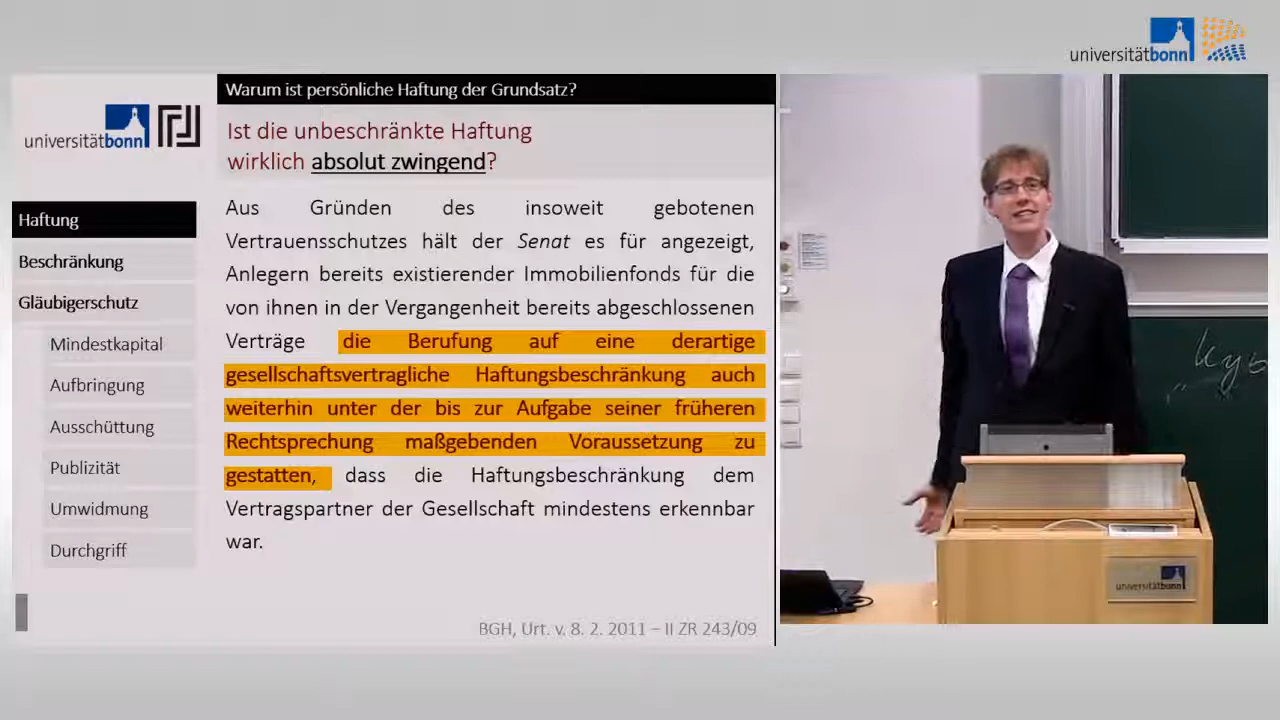 universitätbonn
universitätbonn
Warum ist persönliche Haftung der Grundsatz?
Ist die unbeschränkte Haftung
wirklich absolut zwingend?
Haftung
Beschränkung
Gläubigerschutz
Mindestkapital
Aufbringung
Ausschüttung
Publizität
Umwidmung
Durchgriff
Aus Gründen des insoweit gebotenen
Vertrauensschutzes hält der Senat es für angezeigt,
Anlegern bereits existierender Immobilienfonds für die
von ihnen in der Vergangenheit bereits abgeschlossenen
Verträge die Berufung auf eine derartige
gesellschaftsvertragliche Haftungsbeschränkung auch
weiterhin unter der bis zur Aufgabe seiner früheren
Rechtsprechung maßgebenden Voraussetzung zu
gestatten, dass die Haftungsbeschränkung dem
Vertragspartner der Gesellschaft mindestens erkennbar
war.
BGH, Urt. v. 8. 2. 2011 – II ZR 243/09
universitätbonn